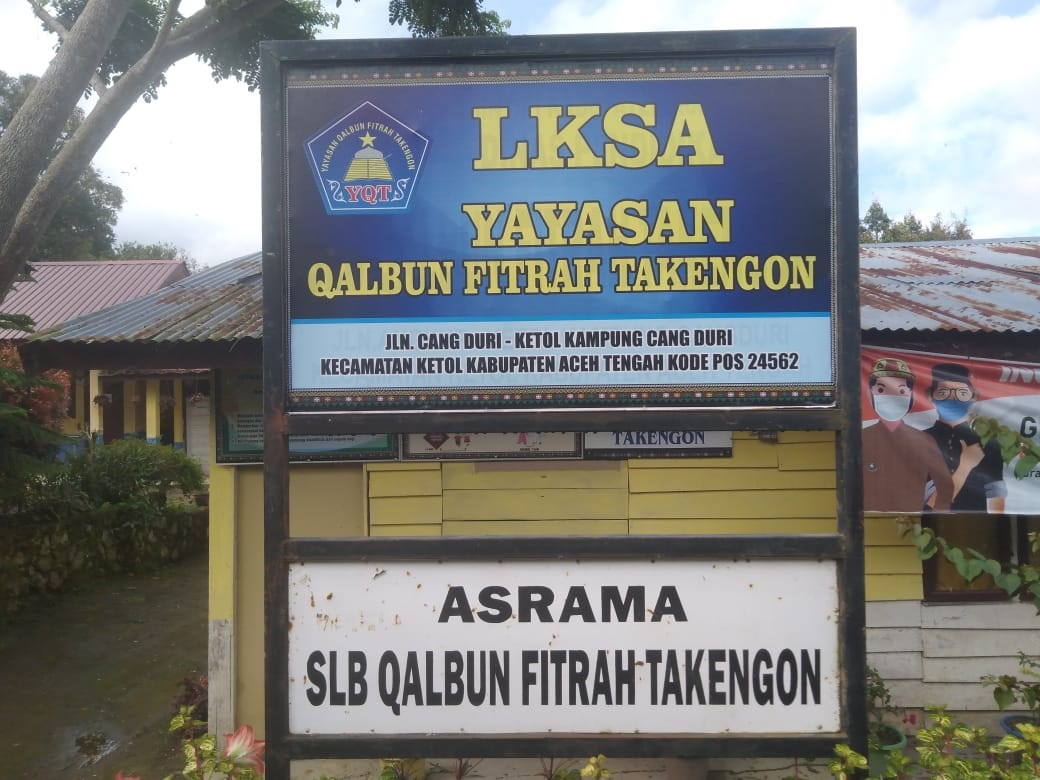 YAYASAN QALBUN FITRAH TAKENGON
YQT
LKSA
YAYASAN
QALBUN FITRAH TAKENGON
JLN. CANG DURI - KETOL KAMPUNG CANG DURI
KECAMATAN KETOL KABUPATEN ACEH TENGAH KODE POS 24562
TAKENGON
ASRAMA
SLB QALBUN FITRAH TAKENGON